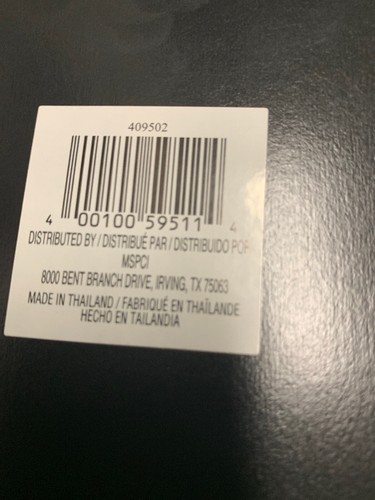 409502
4 00100 59511 4
DISTRIBUTED BY / DISTRIBUÉ PAR / DISTRIBUIDO POR
MSPCI
8000 BENT BRANCH DRIVE, IRVING, TX 75063
MADE IN THAILAND / FABRIQUÉ EN THAÏLANDE
HECHO EN TAILANDIA